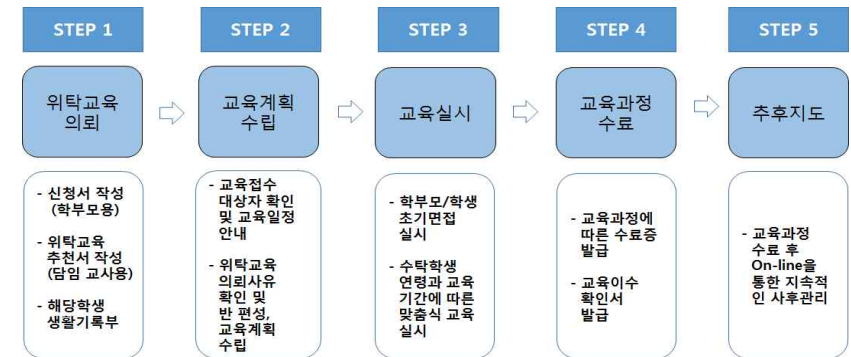 STEP 1
위탁교육
의뢰
- 신청서 작성
(학부모용)
- 위탁교육
추천서 작성
(담임 교사용)
- 해당학생
생활기록부
STEP 2
교육계획
수립
- 교육접수
대상자 확인
및 교육일정
안내
- 위탁교육
의뢰사유
확인 및
반 편성,
교육계획
수립
STEP 3
교육실시
- 학부모/학생
초기면접
실시
- 수탁학생
연령과 교육
기간에 따른
맞춤식 교육
실시
STEP 4
교육과정
수료
- 교육과정에
따른 수료증
발급
- 교육이수
확인서
발급
STEP 5
추후지도
- 교육과정
수료 후
On-line을
통한 지속적
인 사후관리